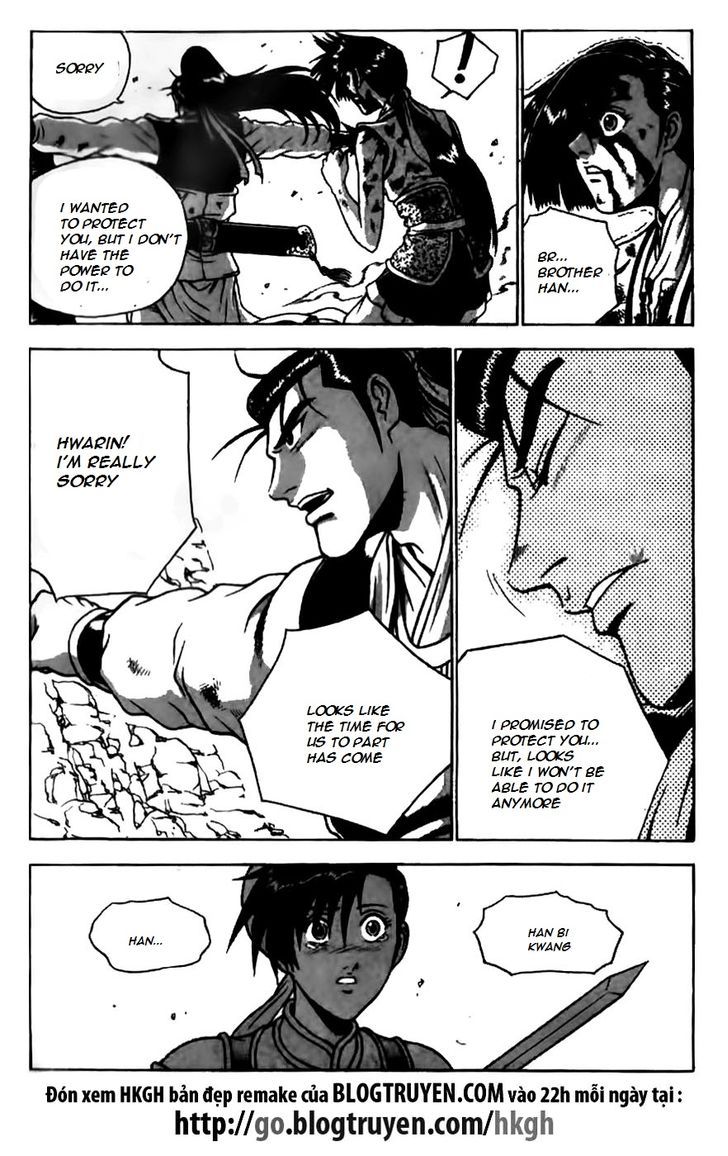 SORRY
I WANTED
TO PROTECT
YOU, BUT I DON'T
HAVE THE
POWER TO
DO IT...
!
BR...
BROTHER
HAN...
HWARIN!
I'M REALLY
SORRY
LOOKS LIKE
THE TIME FOR
US TO PART
HAS COME
I PROMISED TO
PROTECT YOU...
BUT, LOOKS
LIKE I WON'T BE
ABLE TO DO IT
ANYMORE
HAN...
HAN BI
KWANG
Đón xem HKGH bản đẹp remake của BLOGTRUYEN.COM vào 22h mỗi ngày tại :
http://go.blogtruyen.com/hkgh